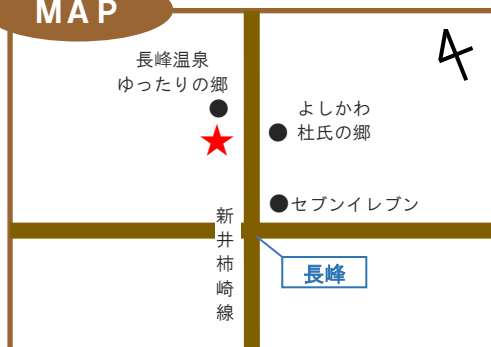 MAP
長峰温泉
ゆったりの郷
よしかわ
杜氏の郷
セブンイレブン
新井柿崎線
長峰